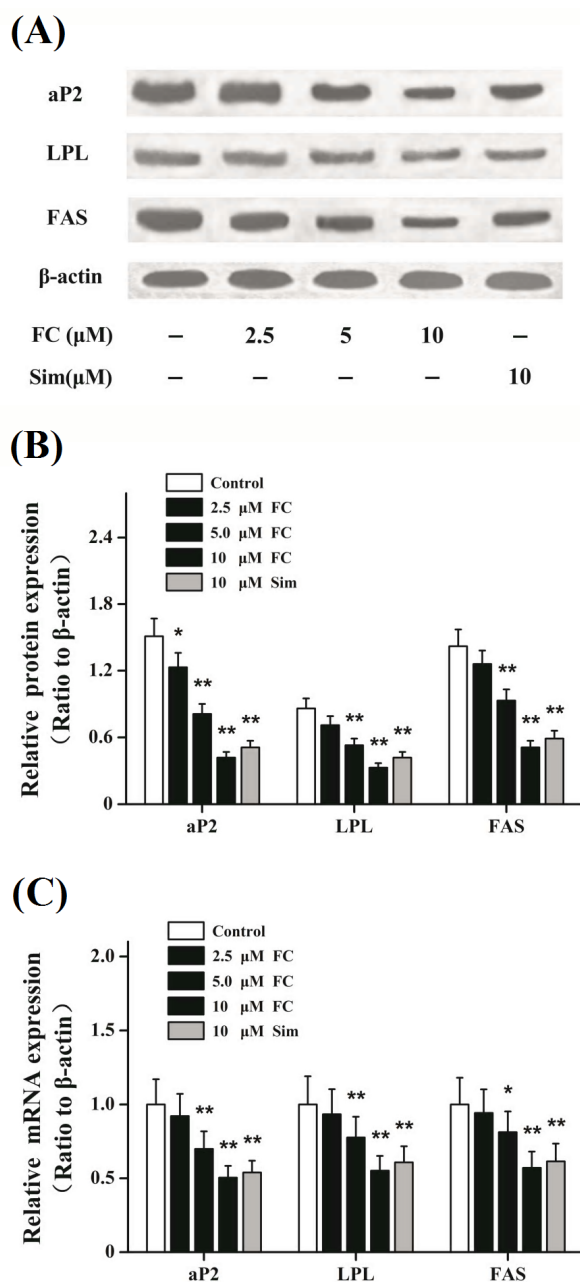 (A)
aP2
LPL
FAS
β-actin
FC (μM) – 2.5 5 10 –
Sim(μM) – – – – 10
(B)
Control
2.5 μM FC
5.0 μM FC
10 μM FC
10 μM Sim
Relative protein expression
(Ratio to β-actin)
2.4
1.8
1.2
0.6
0
* ** ** **
** ** **
** ** **
aP2 LPL FAS
(C)
Control
2.5 μM FC
5.0 μM FC
10 μM FC
10 μM Sim
Relative mRNA expression
(Ratio to β-actin)
2.0
1.5
1.0
0.5
0
** ** **
** ** **
* ** **
aP2 LPL FAS